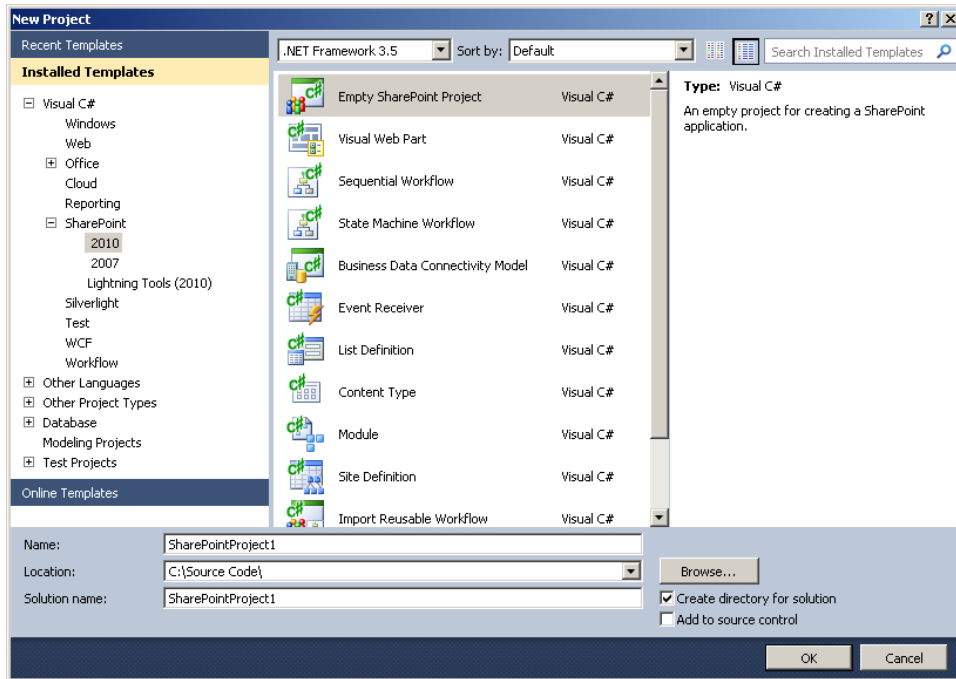 New Project
Recent Templates
.NET Framework 3.5
Sort by: Default
Search Installed Templates
Installed Templates
Visual C#
Windows
Web
Office
Cloud
Reporting
SharePoint
2010
2007
Lightning Tools (2010)
Silverlight
Test
WCF
Workflow
Other Languages
Other Project Types
Database
Modeling Projects
Test Projects
Online Templates
Empty SharePoint Project Visual C#
Visual Web Part Visual C#
Sequential Workflow Visual C#
State Machine Workflow Visual C#
Business Data Connectivity Model Visual C#
Event Receiver Visual C#
List Definition Visual C#
Content Type Visual C#
Module Visual C#
Site Definition Visual C#
Import Reusable Workflow Visual C#
Type: Visual C#
An empty project for creating a SharePoint
application.
Name: SharePointProject1
Location: C:\Source Code\
Browse...
Solution name: SharePointProject1
Create directory for solution
Add to source control
OK Cancel